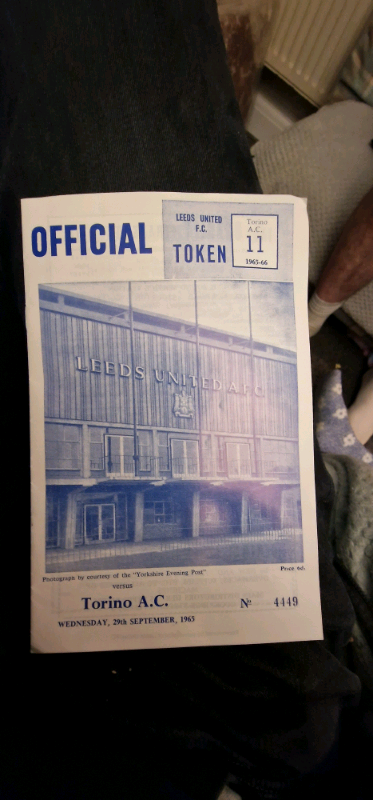 OFFICIAL
LEEDS UNITED
F.C.
TOKEN
Torino
A.C.
11
1965-66
LEEDS UNITED A.F.C.
Photograph by courtesy of the "Yorkshire Evening Post"
Price 6d.
versus
Torino A.C.
Nº 4449
WEDNESDAY, 29th SEPTEMBER, 1965